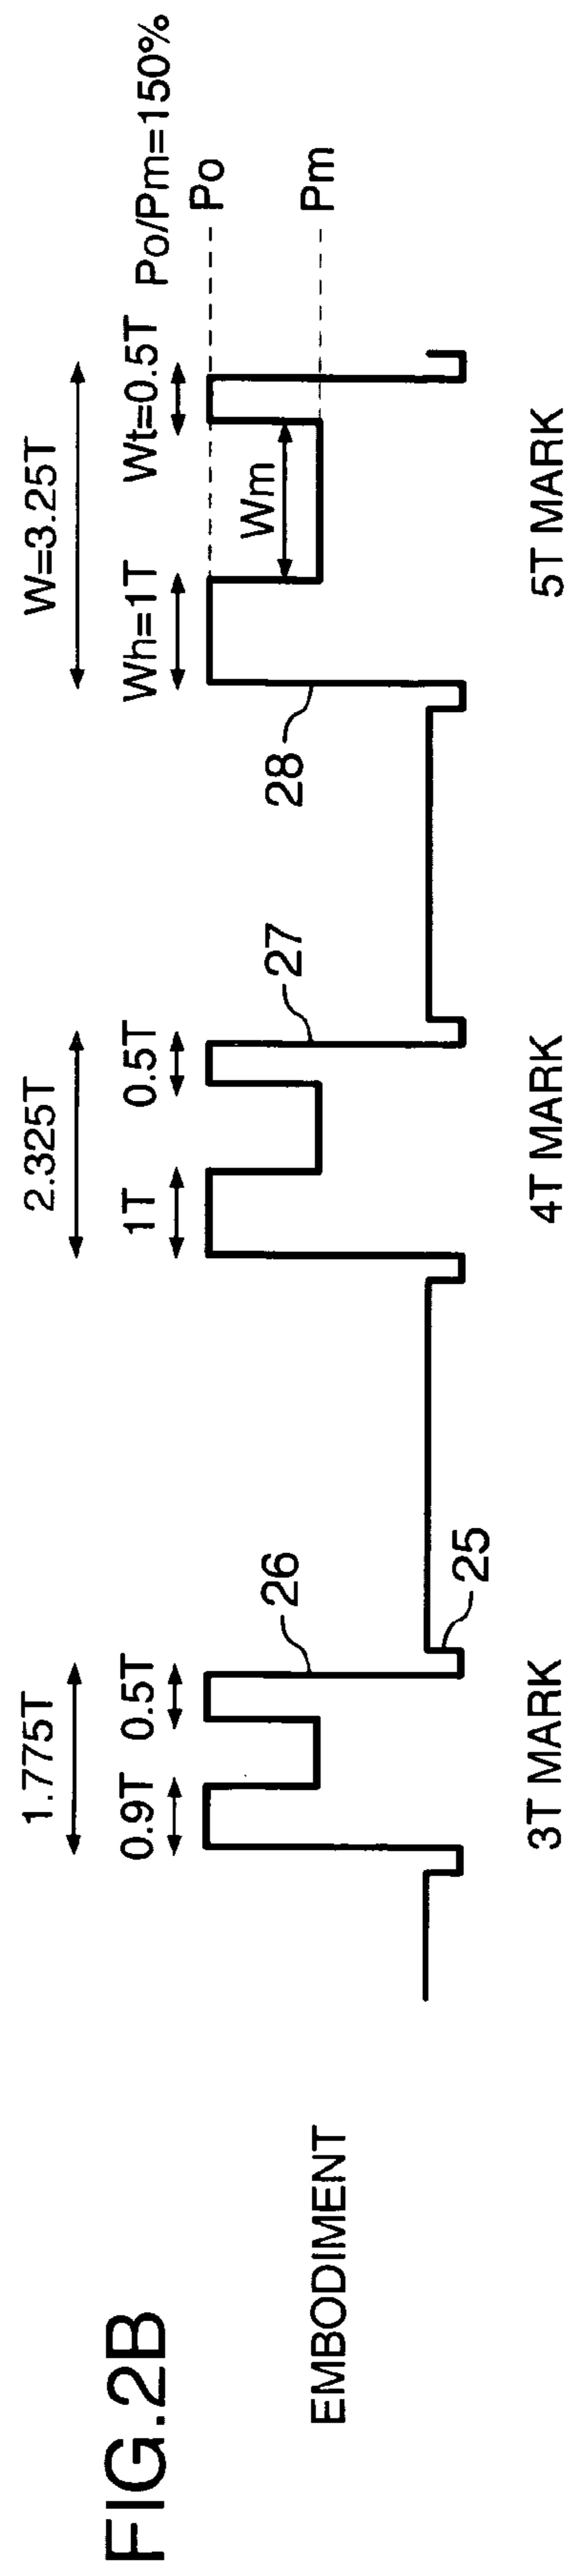 FIG.2B
EMBODIMENT
1.775T
0.9T
0.5T
26
25
3T MARK
2.325T
1T
0.5T
27
4T MARK
W=3.25T
Wh=1T
Wt=0.5T
Po/Pm=150%
Po
Pm
Wm
28
5T MARK